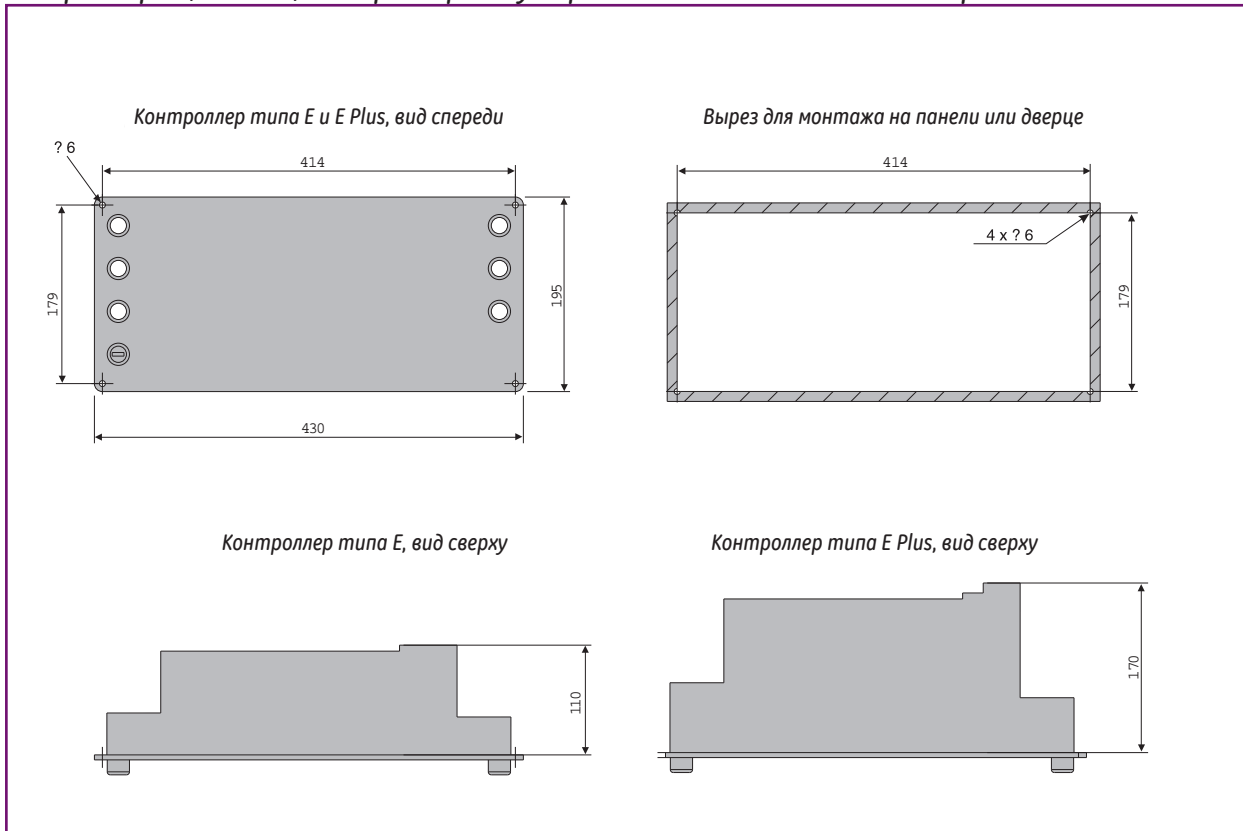 Контроллер типа E и E Plus, вид спереди
Вырез для монтажа на панели или дверце
? 6
414
179
195
430
414
4 x ? 6
179
Контроллер типа E, вид сверху
Контроллер типа E Plus, вид сверху
110
170